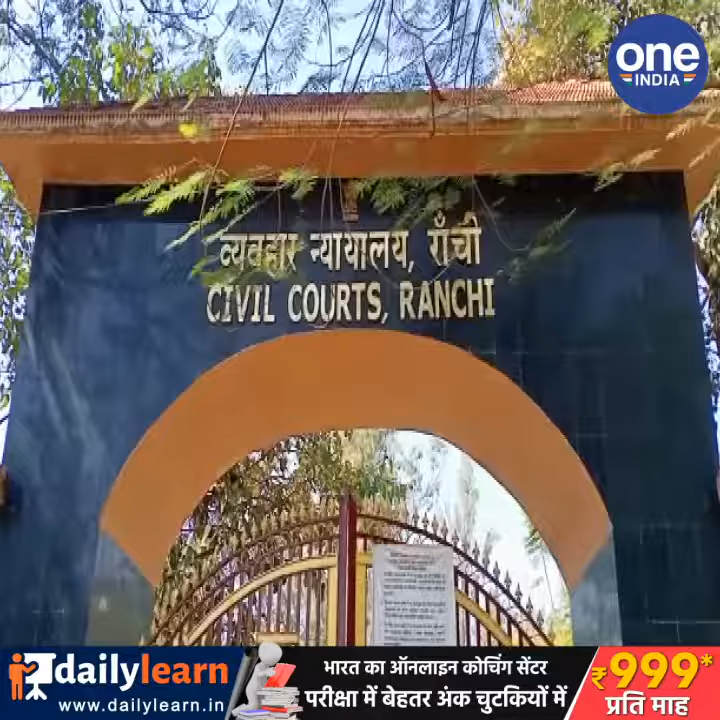 one
INDIA
व्यवहार न्यायालय, राँची
CIVIL COURTS, RANCHI
dailylearn
www.dailylearn.in
भारत का ऑनलाइन कोचिंग सेंटर
परीक्षा में बेहतर अंक चुटकियों में
₹999*
प्रति माह